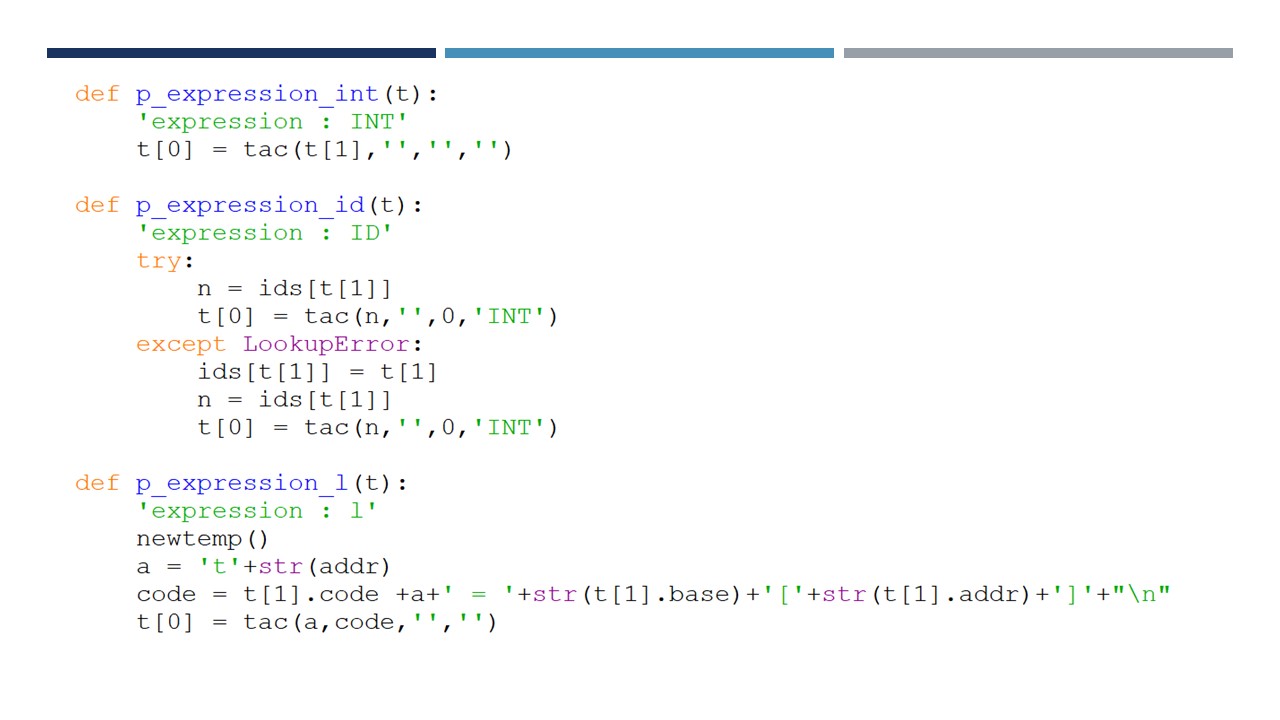 def p_expression_int(t):
    'expression : INT'
    t[0] = tac(t[1],'','','')
def p_expression_id(t):
    'expression : ID'
    try:
        n = ids[t[1]]
        t[0] = tac(n,'',0,'INT')
    except LookupError:
        ids[t[1]] = t[1]
        n = ids[t[1]]
        t[0] = tac(n,'',0,'INT')
def p_expression_l(t):
    'expression : l'
    newtemp()
    a = 't'+str(addr)
    code = t[1].code +a+' = '+str(t[1].base)+'['+str(t[1].addr)+']'+"\n"
    t[0] = tac(a,code,'','')